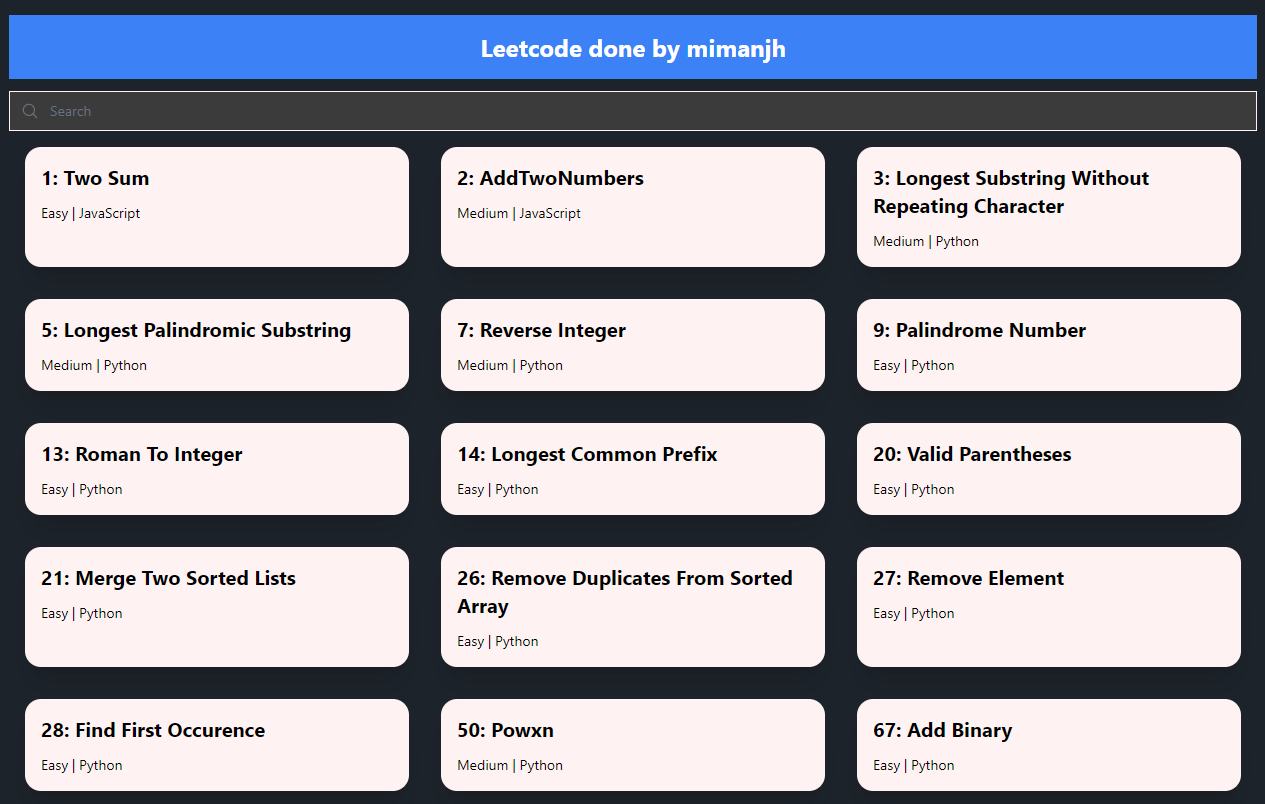 Leetcode done by mimanjh
Search
1: Two Sum
Easy | JavaScript
2: AddTwoNumbers
Medium | JavaScript
3: Longest Substring Without
Repeating Character
Medium | Python
5: Longest Palindromic Substring
Medium | Python
7: Reverse Integer
Medium | Python
9: Palindrome Number
Easy | Python
13: Roman To Integer
Easy | Python
14: Longest Common Prefix
Easy | Python
20: Valid Parentheses
Easy | Python
21: Merge Two Sorted Lists
Easy | Python
26: Remove Duplicates From Sorted
Array
Easy | Python
27: Remove Element
Easy | Python
28: Find First Occurence
Easy | Python
50: Powxn
Medium | Python
67: Add Binary
Easy | Python